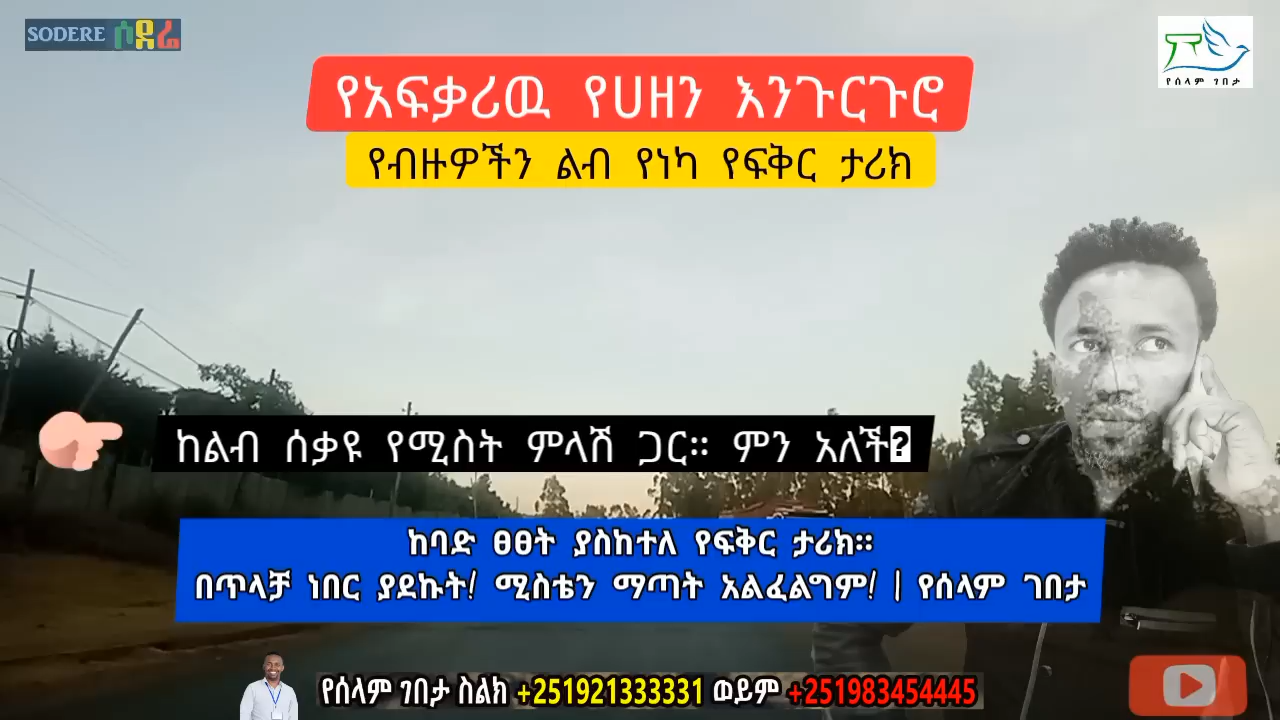 SODERE ሶደሬ
የሰላም ገበታ
የአፍቃሪዉ የሀዘን እንጉርጉሮ
የብዙዎችን ልብ የነካ የፍቅር ታሪክ
ከልብ ሰቃዩ የሚስት ምላሽ ጋር። ምን አለች
ከባድ ፀፀት ያስከተለ የፍቅር ታሪክ።
በጥላቻ ነበር ያደኩት! ሚስቴን ማጣት አልፈልግም! | የሰላም ገበታ
የሰላም ገበታ ስልክ +251921333331 ወይም +251983454445